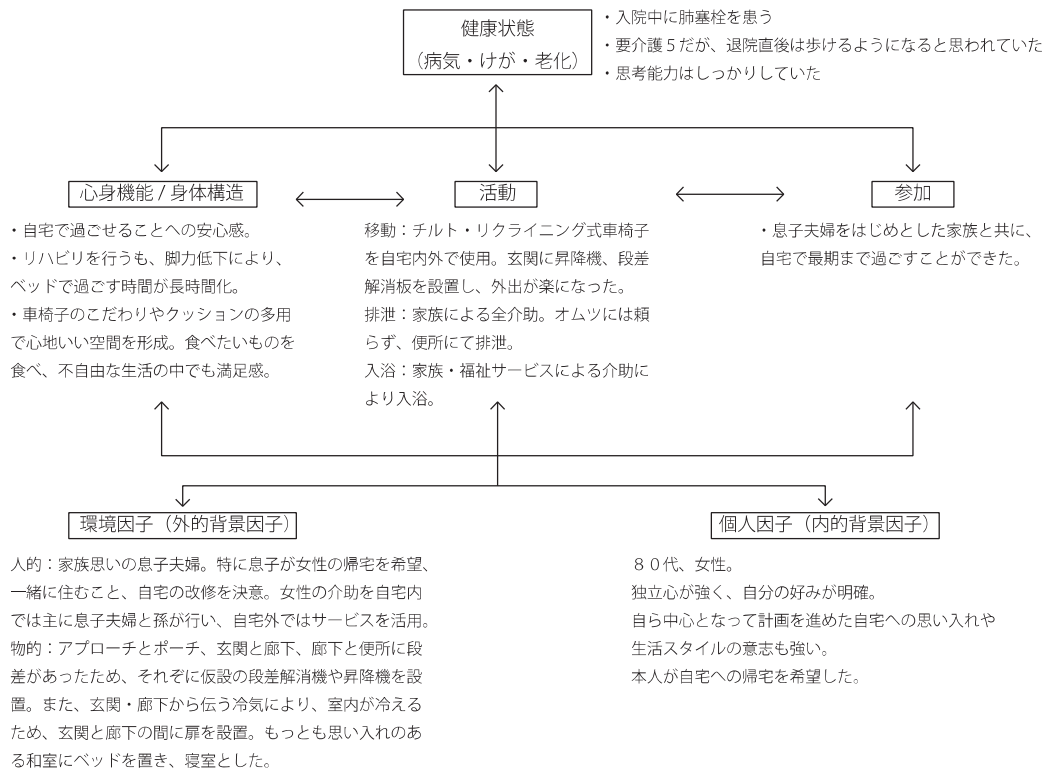 健康状態
（病気・けが・老化）
・入院中に肺塞栓を患う
・要介護５だが、退院直後は歩けるようになると思われていた
・思考能力はしっかりしていた
心身機能 / 身体構造
・自宅で過ごせることへの安心感。
・リハビリを行うも、脚力低下により、
ベッドで過ごす時間が長時間化。
・車椅子のこだわりやクッションの多用
で心地いい空間を形成。食べたいものを
食べ、不自由な生活の中でも満足感。
活動
移動：チルト・リクライニング式車椅子
を自宅内外で使用。玄関に昇降機、段差
解消板を設置し、外出が楽になった。
排泄：家族による全介助。オムツには頼
らず、便所にて排泄。
入浴：家族・福祉サービスによる介助に
より入浴。
参加
・息子夫婦をはじめとした家族と共に、
自宅で最期まで過ごすことができた。
環境因子（外的背景因子）
人的：家族思いの息子夫婦。特に息子が女性の帰宅を希望、
一緒に住むこと、自宅の改修を決意。女性の介助を自宅内
では主に息子夫婦と孫が行い、自宅外ではサービスを活用。
物的：アプローチとポーチ、玄関と廊下、廊下と便所に段
差があったため、それぞに仮設の段差解消機や昇降機を設
置。また、玄関・廊下から伝う冷気により、室内が冷える
ため、玄関と廊下の間に扉を設置。もっとも思い入れのあ
る和室にベッドを置き、寝室とした。
個人因子（内的背景因子）
８０代、女性。
独立心が強く、自分の好みが明確。
自ら中心となって計画を進めた自宅への思い入れや
生活スタイルの意志も強い。
本人が自宅への帰宅を希望した。